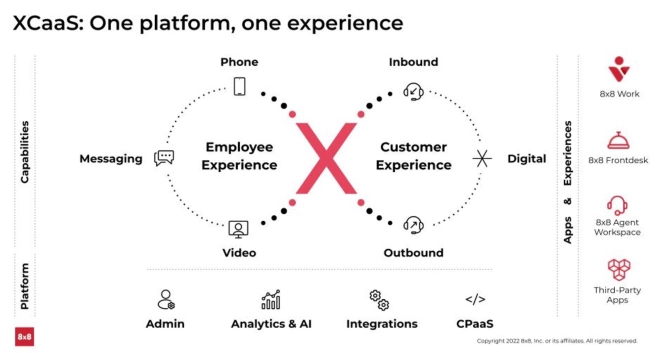 XCaaS: One platform, one experience
Capabilities
Platform
Phone
Messaging
Video
Employee
Experience
X
Inbound
Customer
Experience
Digital
Outbound
Apps & Experiences
8x8 Work
8x8 Frontdesk
8x8 Agent
Workspace
Third-Party
Apps
Admin
Analytics & AI
Integrations
</>
CPaaS
8x8
Copyright 2022 8x8, Inc. or its affiliates. All rights reserved.